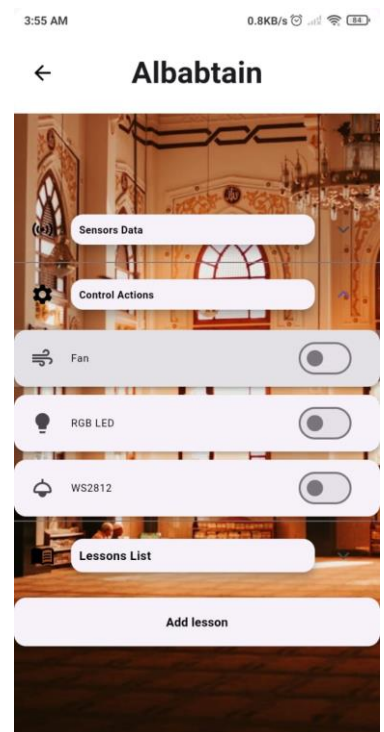 3:55 AM 0.8KB/s 84
Albabtain
Sensors Data
Control Actions
Fan
RGB LED
WS2812
Lessons List
Add lesson